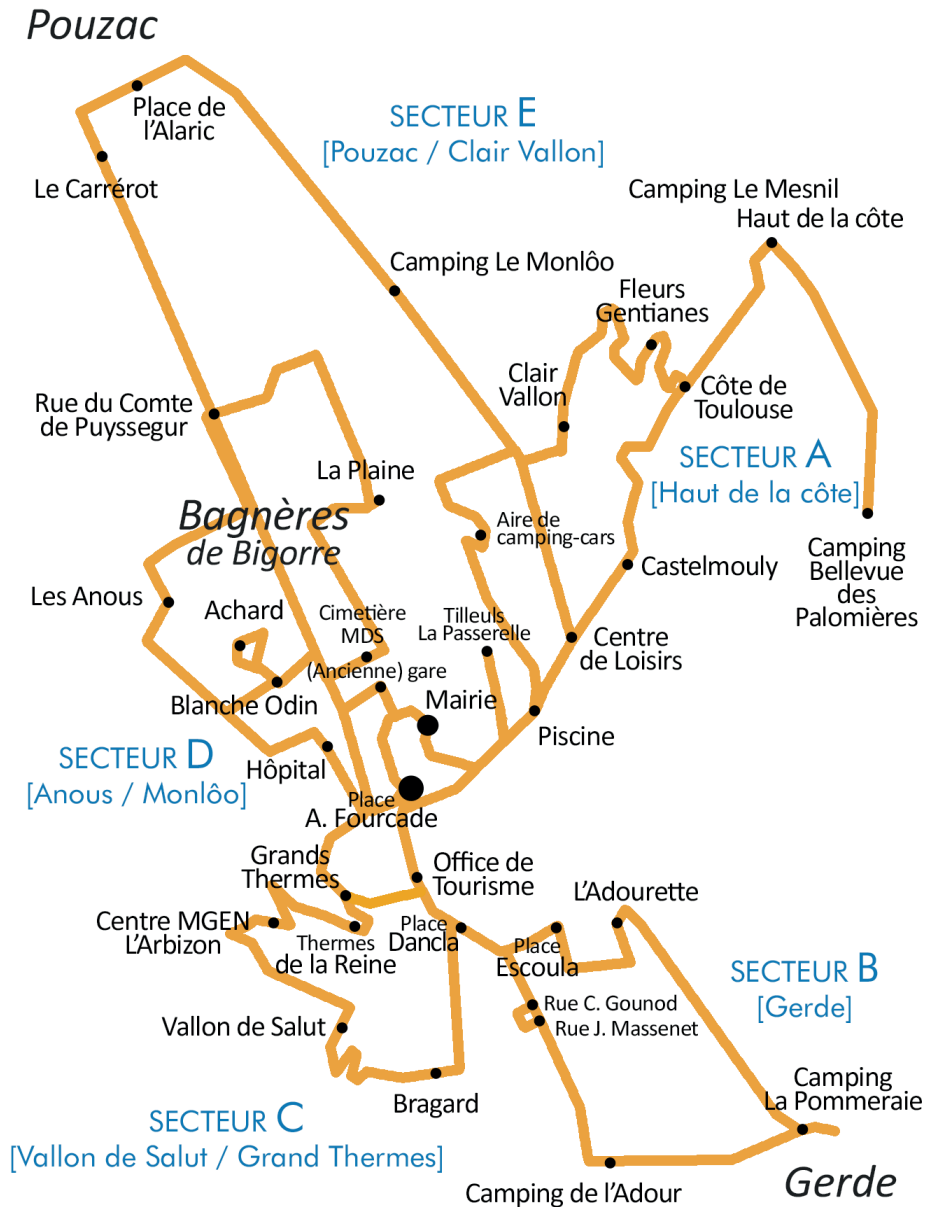 Pouzac
Place de
l'Alaric
SECTEUR E
[Pouzac / Clair Vallon]
Le Carrérot
Camping Le Mesnil
Haut de la côte
Camping Le Monlôo
Fleurs
Gentianes
Clair
Vallon
Côte de
Toulouse
Rue du Comte
de Puyssegur
SECTEUR A
[Haut de la côte]
La Plaine
Bagnères
de Bigorre
Aire de
camping-cars
Camping
Bellevue
des
Palomières
Castelmouly
Les Anous
Achard
Cimetière
MDS
Tilleuls
La Passerelle
Centre
de Loisirs
(Ancienne) gare
Blanche Odin
Mairie
Piscine
SECTEUR D
[Anous / Monlôo]
Hôpital
Place
A. Fourcade
Grands
Thermes
Office de
Tourisme
L'Adourette
Centre MGEN
L'Arbizon
Thermes
de la Reine
Place
Dancla
Place
Escoula
SECTEUR B
[Gerde]
Rue C. Gounod
Rue J. Massenet
Vallon de Salut
Camping
La Pommeraie
Bragard
SECTEUR C
[Vallon de Salut / Grand Thermes]
Camping de l'Adour
Gerde